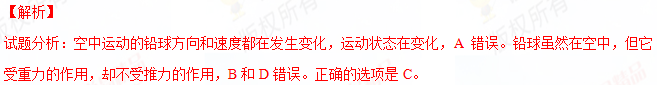 【解析】
试题分析：空中运动的铅球方向和速度都在发生变化，运动状态在变化，A 错误。铅球虽然在空中，但它
受重力的作用，却不受推力的作用，B 和 D 错误。正确的选项是 C。